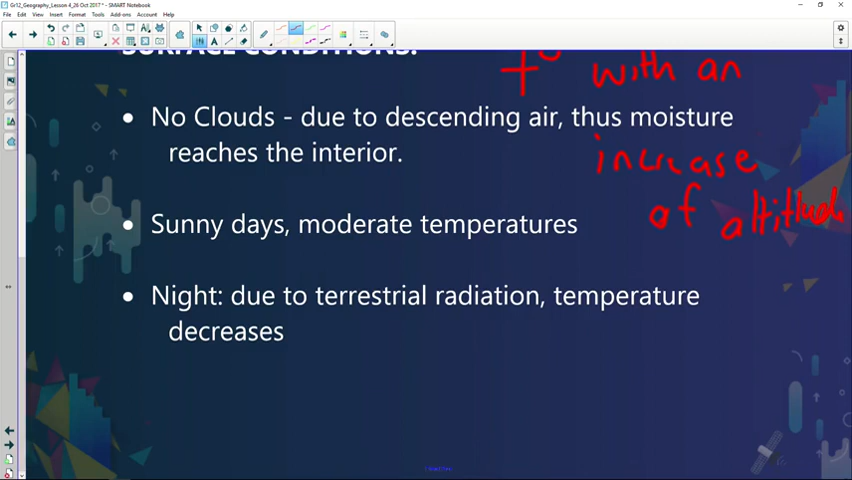 Gr12_Geography_Lesson 4_26 Oct 2017 * - SMART Notebook
File Edit View Insert Format Tools Add-ons Account Help
SURFACE CONDITIONS:
t° with an
increase
of altitude
• No Clouds - due to descending air, thus moisture
reaches the interior.
• Sunny days, moderate temperatures
• Night: due to terrestrial radiation, temperature
decreases